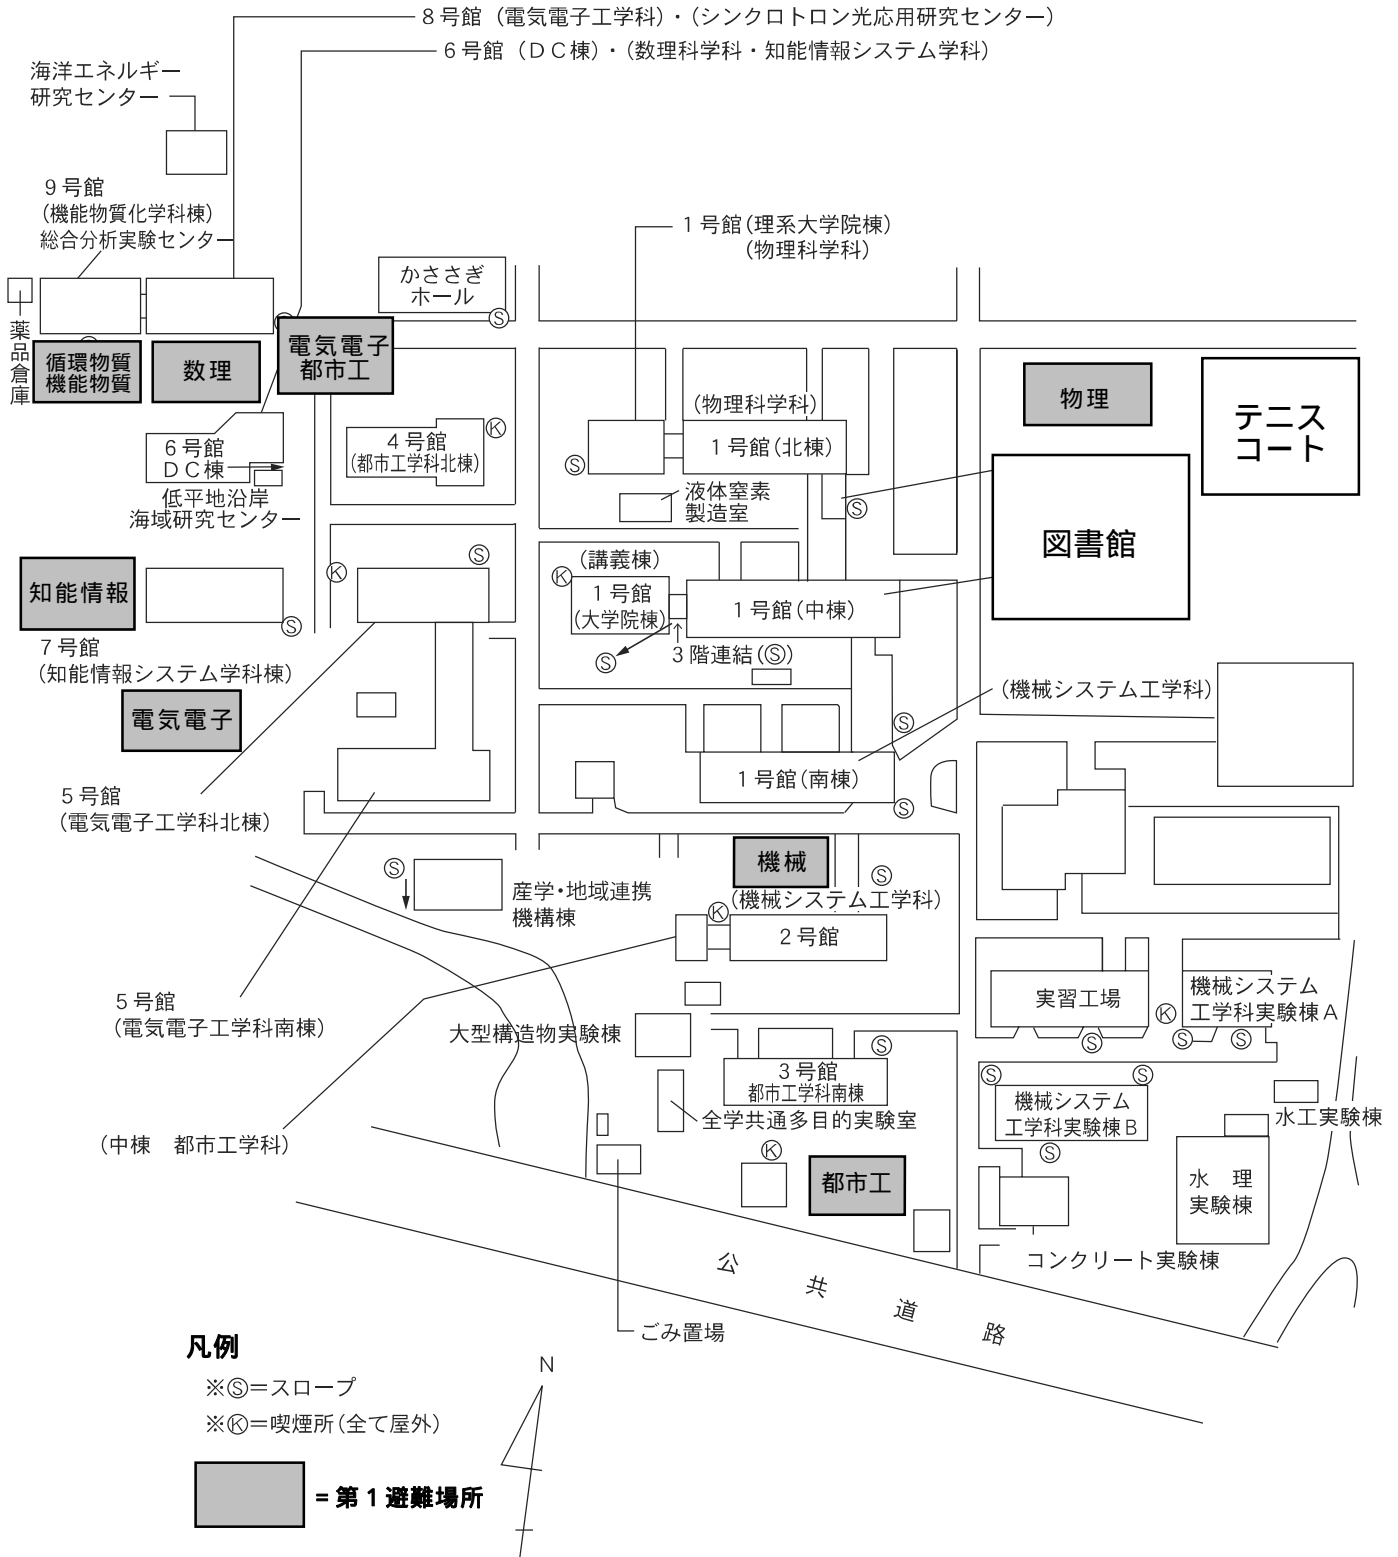 8号館（電気電子工学科）・（シンクロトロン光応用研究センター）
6号館（DC棟）・（数理科学科・知能情報システム学科）
海洋エネルギー
研究センター
9号館
（機能物質化学科棟）
総合分析実験センター
1号館（理系大学院棟）
（物理科学科）
かささぎ
ホール
Ⓢ
薬品倉庫
循環物質
機能物質
数理
電気電子
都市工
物理
テニス
コート
（物理科学科）
1号館（北棟）
Ⓢ
4号館
（都市工学科北棟）
Ⓚ
6号館
DC棟
低平地沿岸
海域研究センター
液体窒素
製造室
Ⓢ
図書館
（講義棟）
Ⓚ
1号館
（大学院棟）
1号館（中棟）
3階連結（Ⓢ）
Ⓢ
知能情報
Ⓢ
Ⓚ
Ⓢ
7号館
（知能情報システム学科棟）
電気電子
（機械システム工学科）
Ⓢ
1号館（南棟）
Ⓢ
5号館
（電気電子工学科北棟）
機械
（機械システム工学科）
Ⓢ
Ⓚ
2号館
Ⓢ
産学・地域連携
機構棟
5号館
（電気電子工学科南棟）
大型構造物実験棟
実習工場
Ⓢ
Ⓚ
機械システム
工学科実験棟A
Ⓢ
Ⓢ
3号館
都市工学科南棟
Ⓢ
全学共通多目的実験室
Ⓢ
Ⓢ
機械システム
工学科実験棟B
Ⓢ
水工実験棟
（中棟　都市工学科）
Ⓚ
都市工
水　理
実験棟
コンクリート実験棟
公　共　道　路
ごみ置場
凡例
※Ⓢ＝スロープ
※Ⓚ＝喫煙所（全て屋外）
= 第1避難場所
N